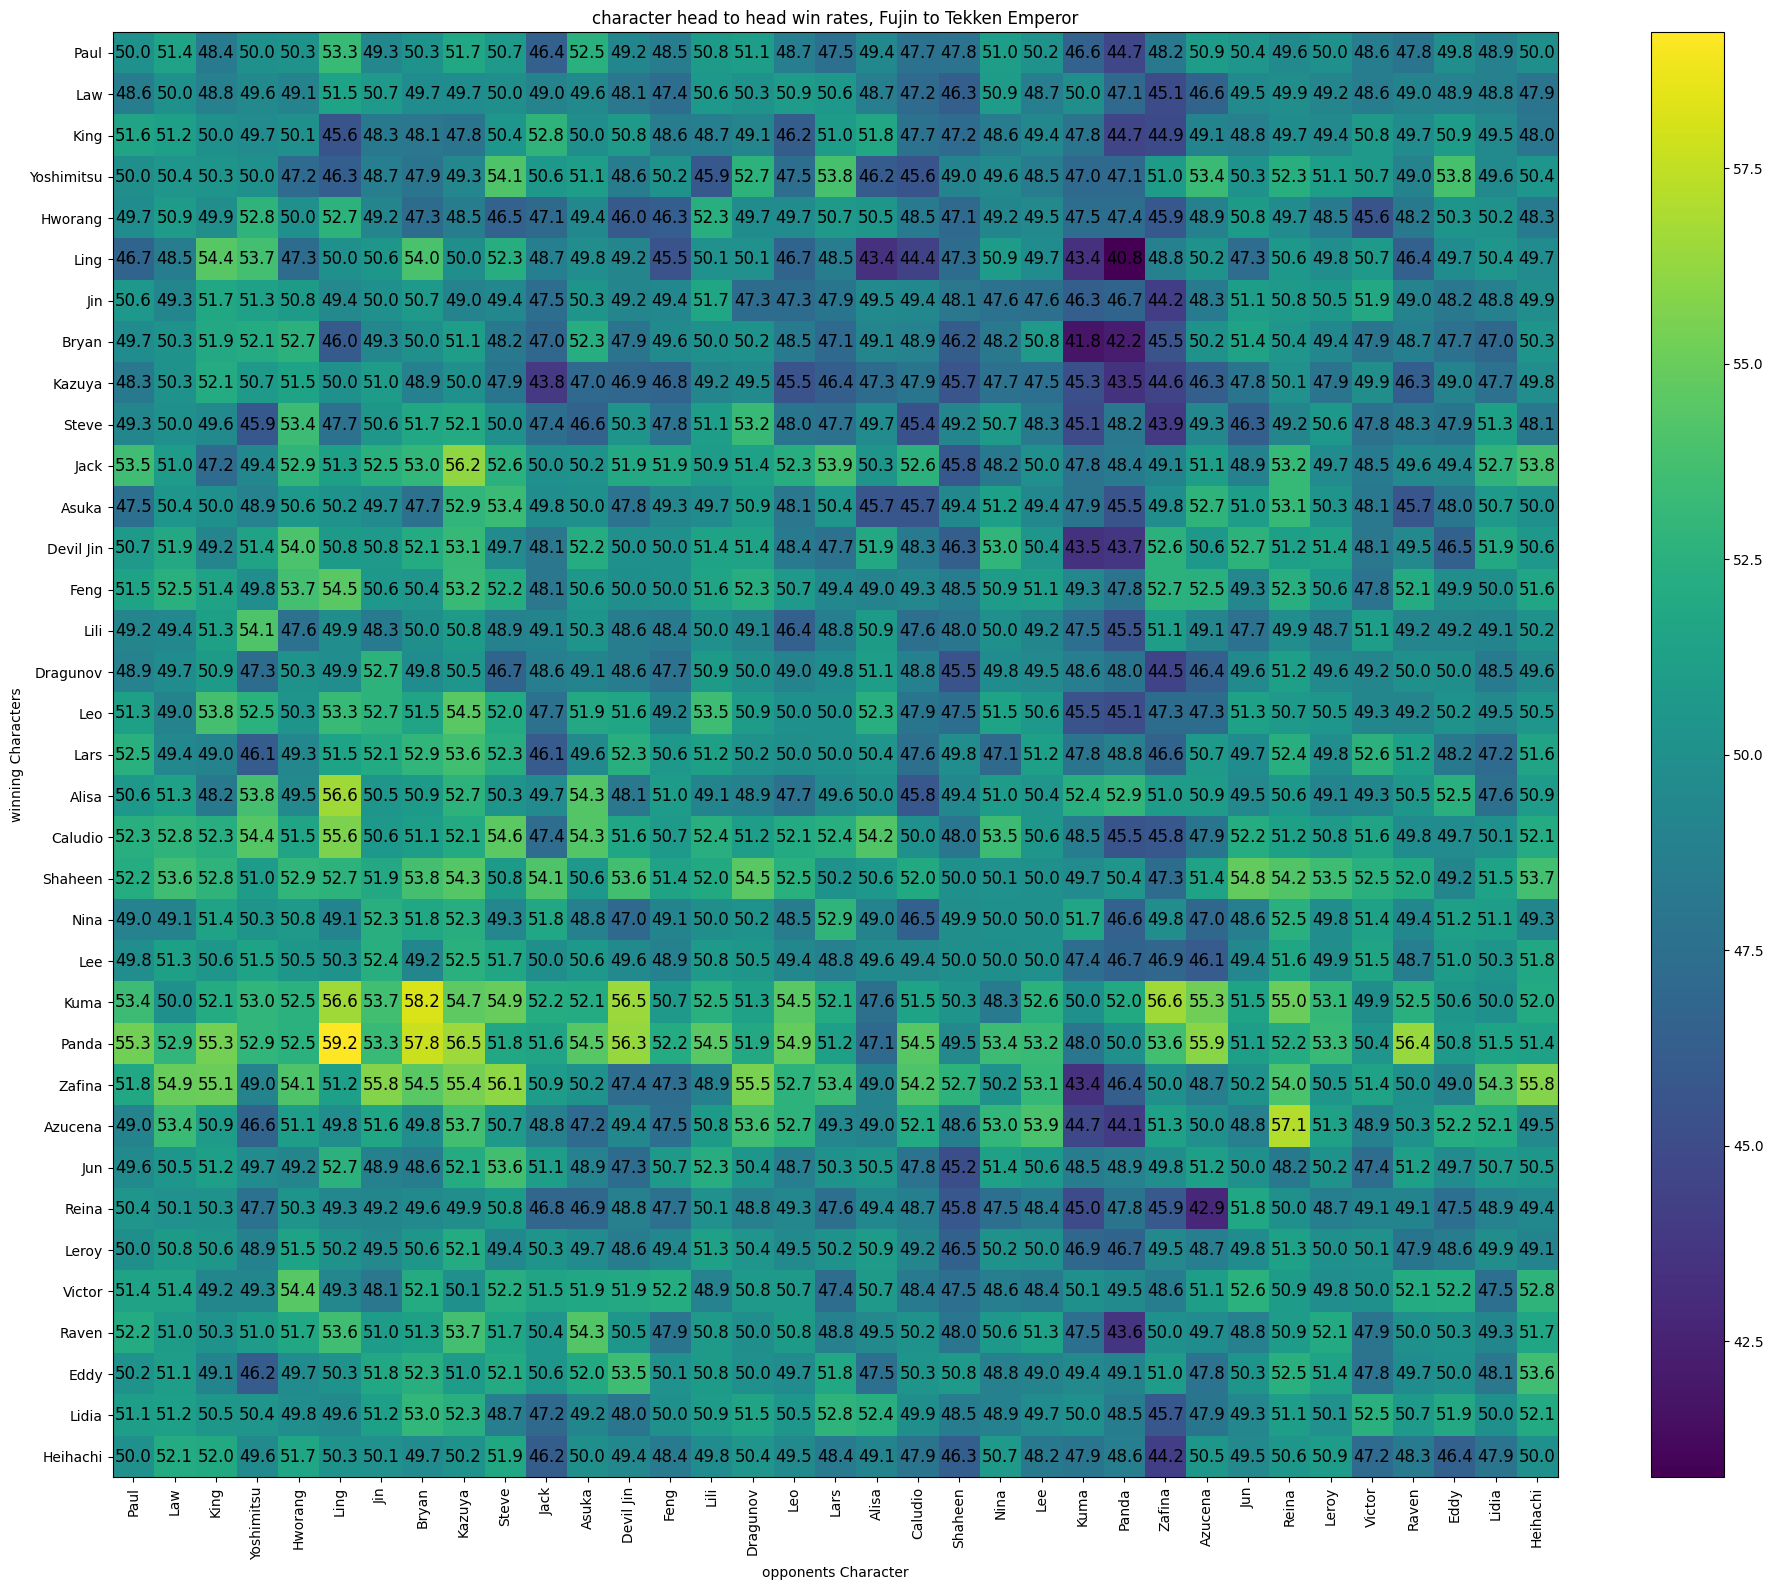 character head to head win rates, Fujin to Tekken Emperor
Paul 50.0 51.4 48.4 50.0 50.3 53.3 49.3 50.3 51.7 50.7 46.4 52.5 49.2 48.5 50.8 51.1 48.7 47.5 49.4 47.7 47.8 51.0 50.2 46.6 44.7 48.2 50.9 50.4 49.6 50.0 48.6 47.8 49.8 48.9 50.0
Law 48.6 50.0 48.8 49.6 49.1 51.5 50.7 49.7 49.7 50.0 49.0 49.6 48.1 47.4 50.6 50.3 50.9 50.6 48.7 47.2 46.3 50.9 48.7 50.0 47.1 45.1 46.6 49.5 49.9 49.2 48.6 49.0 48.9 48.8 47.9
King 51.6 51.2 50.0 49.7 50.1 45.6 48.3 48.1 47.8 50.4 52.8 50.0 50.8 48.6 48.7 49.1 46.2 51.0 51.8 47.7 47.2 48.6 49.4 47.8 44.7 44.9 49.1 48.8 49.7 49.4 50.8 49.7 50.9 49.5 48.0
Yoshimitsu 50.0 50.4 50.3 50.0 47.2 46.3 48.7 47.9 49.3 54.1 50.6 51.1 48.6 50.2 45.9 52.7 47.5 53.8 46.2 45.6 49.0 49.6 48.5 47.0 47.1 51.0 53.4 50.3 52.3 51.1 50.7 49.0 53.8 49.6 50.4
Hworang 49.7 50.9 49.9 52.8 50.0 52.7 49.2 47.3 48.5 46.5 47.1 49.4 46.0 46.3 52.3 49.7 49.7 50.7 50.5 48.5 47.1 49.2 49.5 47.5 47.4 45.9 48.9 50.8 49.7 48.5 45.6 48.2 50.3 50.2 48.3
Ling 46.7 48.5 54.4 53.7 47.3 50.0 50.6 54.0 50.0 52.3 48.7 49.8 49.2 45.5 50.1 50.1 46.7 48.5 43.4 44.4 47.3 50.9 49.7 43.4 40.8 48.8 50.2 47.3 50.6 49.8 50.7 46.4 49.7 50.4 49.7
Jin 50.6 49.3 51.7 51.3 50.8 49.4 50.0 50.7 49.0 49.4 47.5 50.3 49.2 49.4 51.7 47.3 47.3 47.9 49.5 49.4 48.1 47.6 47.6 46.3 46.7 44.2 48.3 51.1 50.8 50.5 51.9 49.0 48.2 48.8 49.9
Bryan 49.7 50.3 51.9 52.1 52.7 46.0 49.3 50.0 51.1 48.2 47.0 52.3 47.9 49.6 50.0 50.2 48.5 47.1 49.1 48.9 46.2 48.2 50.8 41.8 42.2 45.5 50.2 51.4 50.4 49.4 47.9 48.7 47.7 47.0 50.3
Kazuya 48.3 50.3 52.1 50.7 51.5 50.0 51.0 48.9 50.0 47.9 43.8 47.0 46.9 46.8 49.2 49.5 45.5 46.4 47.3 47.9 45.7 47.7 47.5 45.3 43.5 44.6 46.3 47.8 50.1 47.9 49.9 46.3 49.0 47.7 49.8
Steve 49.3 50.0 49.6 45.9 53.4 47.7 50.6 51.7 52.1 50.0 47.4 46.6 50.3 47.8 51.1 53.2 48.0 47.7 49.7 45.4 49.2 50.7 48.3 45.1 48.2 43.9 49.3 46.3 49.2 50.6 47.8 48.3 47.9 51.3 48.1
Jack 53.5 51.0 47.2 49.4 52.9 51.3 52.5 53.0 56.2 52.6 50.0 50.2 51.9 51.9 50.9 51.4 52.3 53.9 50.3 52.6 45.8 48.2 50.0 47.8 48.4 49.1 51.1 48.9 53.2 49.7 48.5 49.6 49.4 52.7 53.8
Asuka 47.5 50.4 50.0 48.9 50.6 50.2 49.7 47.7 52.9 53.4 49.8 50.0 47.8 49.3 49.7 50.9 48.1 50.4 45.7 45.7 49.4 51.2 49.4 47.9 45.5 49.8 52.7 51.0 53.1 50.3 48.1 45.7 48.0 50.7 50.0
Devil Jin 50.7 51.9 49.2 51.4 54.0 50.8 50.8 52.1 53.1 49.7 48.1 52.2 50.0 50.0 51.4 51.4 48.4 47.7 51.9 48.3 46.3 53.0 50.4 43.5 43.7 52.6 50.6 52.7 51.2 51.4 48.1 49.5 46.5 51.9 50.6
Feng 51.5 52.5 51.4 49.8 53.7 54.5 50.6 50.4 53.2 52.2 48.1 50.6 50.0 50.0 51.6 52.3 50.7 49.4 49.0 49.3 48.5 50.9 51.1 49.3 47.8 52.7 52.5 49.3 52.3 50.6 47.8 52.1 49.9 50.0 51.6
Lili 49.2 49.4 51.3 54.1 47.6 49.9 48.3 50.0 50.8 48.9 49.1 50.3 48.6 48.4 50.0 49.1 46.4 48.8 50.9 47.6 48.0 50.0 49.2 47.5 45.5 51.1 49.1 47.7 49.9 48.7 51.1 49.2 49.2 49.1 50.2
Dragunov 48.9 49.7 50.9 47.3 50.3 49.9 52.7 49.8 50.5 46.7 48.6 49.1 48.6 47.7 50.9 50.0 49.0 49.8 51.1 48.8 45.5 49.8 49.5 48.6 48.0 44.5 46.4 49.6 51.2 49.6 49.2 50.0 50.0 48.5 49.6
Leo 51.3 49.0 53.8 52.5 50.3 53.3 52.7 51.5 54.5 52.0 47.7 51.9 51.6 49.2 53.5 50.9 50.0 50.0 52.3 47.9 47.5 51.5 50.6 45.5 45.1 47.3 47.3 51.3 50.7 50.5 49.3 49.2 50.2 49.5 50.5
Lars 52.5 49.4 49.0 46.1 49.3 51.5 52.1 52.9 53.6 52.3 46.1 49.6 52.3 50.6 51.2 50.2 50.0 50.0 50.4 47.6 49.8 47.1 51.2 47.8 48.8 46.6 50.7 49.7 52.4 49.8 52.6 51.2 48.2 47.2 51.6
Alisa 50.6 51.3 48.2 53.8 49.5 56.6 50.5 50.9 52.7 50.3 49.7 54.3 48.1 51.0 49.1 48.9 47.7 49.6 50.0 45.8 49.4 51.0 50.4 52.4 52.9 51.0 50.9 49.5 50.6 49.1 49.3 50.5 52.5 47.6 50.9
Caludio 52.3 52.8 52.3 54.4 51.5 55.6 50.6 51.1 52.1 54.6 47.4 54.3 51.6 50.7 52.4 51.2 52.1 52.4 54.2 50.0 48.0 53.5 50.6 48.5 45.5 45.8 47.9 52.2 51.2 50.8 51.6 49.8 49.7 50.1 52.1
Shaheen 52.2 53.6 52.8 51.0 52.9 52.7 51.9 53.8 54.3 50.8 54.1 50.6 53.6 51.4 52.0 54.5 52.5 50.2 50.6 52.0 50.0 50.1 50.0 49.7 50.4 47.3 51.4 54.8 54.2 53.5 52.5 52.0 49.2 51.5 53.7
Nina 49.0 49.1 51.4 50.3 50.8 49.1 52.3 51.8 52.3 49.3 51.8 48.8 47.0 49.1 50.0 50.2 48.5 52.9 49.0 46.5 49.9 50.0 50.0 51.7 46.6 49.8 47.0 48.6 52.5 49.8 51.4 49.4 51.2 51.1 49.3
Lee 49.8 51.3 50.6 51.5 50.5 50.3 52.4 49.2 52.5 51.7 50.0 50.6 49.6 48.9 50.8 50.5 49.4 48.8 49.6 49.4 50.0 50.0 50.0 47.4 46.7 46.9 46.1 49.4 51.6 49.9 51.5 48.7 51.0 50.3 51.8
Kuma 53.4 50.0 52.1 53.0 52.5 56.6 53.7 58.2 54.7 54.9 52.2 52.1 56.5 50.7 52.5 51.3 54.5 52.1 47.6 51.5 50.3 48.3 52.6 50.0 52.0 56.6 55.3 51.5 55.0 53.1 49.9 52.5 50.6 50.0 52.0
Panda 55.3 52.9 55.3 52.9 52.5 59.2 53.3 57.8 56.5 51.8 51.6 54.5 56.3 52.2 54.5 51.9 54.9 51.2 47.1 54.5 49.5 53.4 53.2 48.0 50.0 53.6 55.9 51.1 52.2 53.3 50.4 56.4 50.8 51.5 51.4
Zafina 51.8 54.9 55.1 49.0 54.1 51.2 55.8 54.5 55.4 56.1 50.9 50.2 47.4 47.3 48.9 55.5 52.7 53.4 49.0 54.2 52.7 50.2 53.1 43.4 46.4 50.0 48.7 50.2 54.0 50.5 51.4 50.0 49.0 54.3 55.8
Azucena 49.0 53.4 50.9 46.6 51.1 49.8 51.6 49.8 53.7 50.7 48.8 47.2 49.4 47.5 50.8 53.6 52.7 49.3 49.0 52.1 48.6 53.0 53.9 44.7 44.1 51.3 50.0 48.8 57.1 51.3 48.9 50.3 52.2 52.1 49.5
Jun 49.6 50.5 51.2 49.7 49.2 52.7 48.9 48.6 52.1 53.6 51.1 48.9 47.3 50.7 52.3 50.4 48.7 50.3 50.5 47.8 45.2 51.4 50.6 48.5 48.9 49.8 51.2 50.0 48.2 50.2 47.4 51.2 49.7 50.7 50.5
Reina 50.4 50.1 50.3 47.7 50.3 49.3 49.2 49.6 49.9 50.8 46.8 46.9 48.8 47.7 50.1 48.8 49.3 47.6 49.4 48.7 45.8 47.5 48.4 45.0 47.8 45.9 42.9 51.8 50.0 48.7 49.1 49.1 47.5 48.9 49.4
Leroy 50.0 50.8 50.6 48.9 51.5 50.2 49.5 50.6 52.1 49.4 50.3 49.7 48.6 49.4 51.3 50.4 49.5 50.2 50.9 49.2 46.5 50.2 50.0 46.9 46.7 49.5 48.7 49.8 51.3 50.0 50.1 47.9 48.6 49.9 49.1
Victor 51.4 51.4 49.2 49.3 54.4 49.3 48.1 52.1 50.1 52.2 51.5 51.9 51.9 52.2 48.9 50.8 50.7 47.4 50.7 48.4 47.5 48.6 48.4 50.1 49.5 48.6 51.1 52.6 50.9 49.8 50.0 52.1 52.2 47.5 52.8
Raven 52.2 51.0 50.3 51.0 51.7 53.6 51.0 51.3 53.7 51.7 50.4 54.3 50.5 47.9 50.8 50.0 50.8 48.8 49.5 50.2 48.0 50.6 51.3 47.5 43.6 50.0 49.7 48.8 50.9 52.1 47.9 50.0 50.3 49.3 51.7
Eddy 50.2 51.1 49.1 46.2 49.7 50.3 51.8 52.3 51.0 52.1 50.6 52.0 53.5 50.1 50.8 50.0 49.7 51.8 47.5 50.3 50.8 48.8 49.0 49.4 49.1 51.0 47.8 50.3 52.5 51.4 47.8 49.7 50.0 48.1 53.6
Lidia 51.1 51.2 50.5 50.4 49.8 49.6 51.2 53.0 52.3 48.7 47.2 49.2 48.0 50.0 50.9 51.5 50.5 52.8 52.4 49.9 48.5 48.9 49.7 50.0 48.5 45.7 47.9 49.3 51.1 50.1 52.5 50.7 51.9 50.0 52.1
Heihachi 50.0 52.1 52.0 49.6 51.7 50.3 50.1 49.7 50.2 51.9 46.2 50.0 49.4 48.4 49.8 50.4 49.5 48.4 49.1 47.9 46.3 50.7 48.2 47.9 48.6 44.2 50.5 49.5 50.6 50.9 47.2 48.3 46.4 47.9 50.0
winning Characters
Paul Law King Yoshimitsu Hworang Ling Jin Bryan Kazuya Steve Jack Asuka Devil Jin Feng Lili Dragunov Leo Lars Alisa Caludio Shaheen Nina Lee Kuma Panda Zafina Azucena Jun Reina Leroy Victor Raven Eddy Lidia Heihachi
opponents Character
57.5
55.0
52.5
50.0
47.5
45.0
42.5